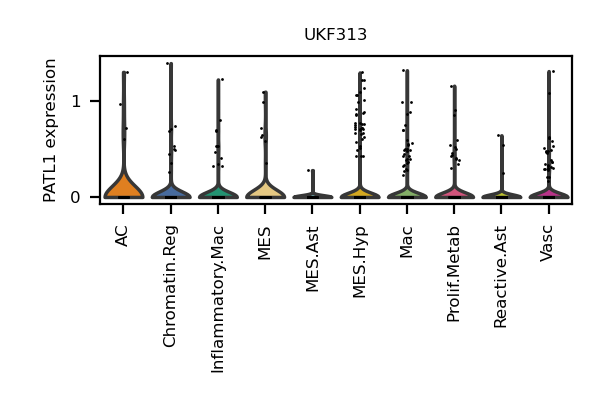 UKF313
PATL1 expression
1
0
AC
Chromatin.Reg
Inflammatory.Mac
MES
MES.Ast
MES.Hyp
Mac
Prolif.Metab
Reactive.Ast
Vasc